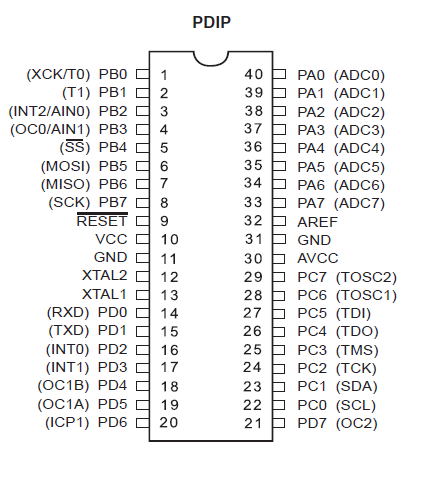 PDIP
(XCK/T0) PB0 1 40 PA0 (ADC0)
(T1) PB1 2 39 PA1 (ADC1)
(INT2/AIN0) PB2 3 38 PA2 (ADC2)
(OC0/AIN1) PB3 4 37 PA3 (ADC3)
(SS) PB4 5 36 PA4 (ADC4)
(MOSI) PB5 6 35 PA5 (ADC5)
(MISO) PB6 7 34 PA6 (ADC6)
(SCK) PB7 8 33 PA7 (ADC7)
RESET 9 32 AREF
VCC 10 31 GND
GND 11 30 AVCC
XTAL2 12 29 PC7 (TOSC2)
XTAL1 13 28 PC6 (TOSC1)
(RXD) PD0 14 27 PC5 (TDI)
(TXD) PD1 15 26 PC4 (TDO)
(INT0) PD2 16 25 PC3 (TMS)
(INT1) PD3 17 24 PC2 (TCK)
(OC1B) PD4 18 23 PC1 (SDA)
(OC1A) PD5 19 22 PC0 (SCL)
(ICP1) PD6 20 21 PD7 (OC2)